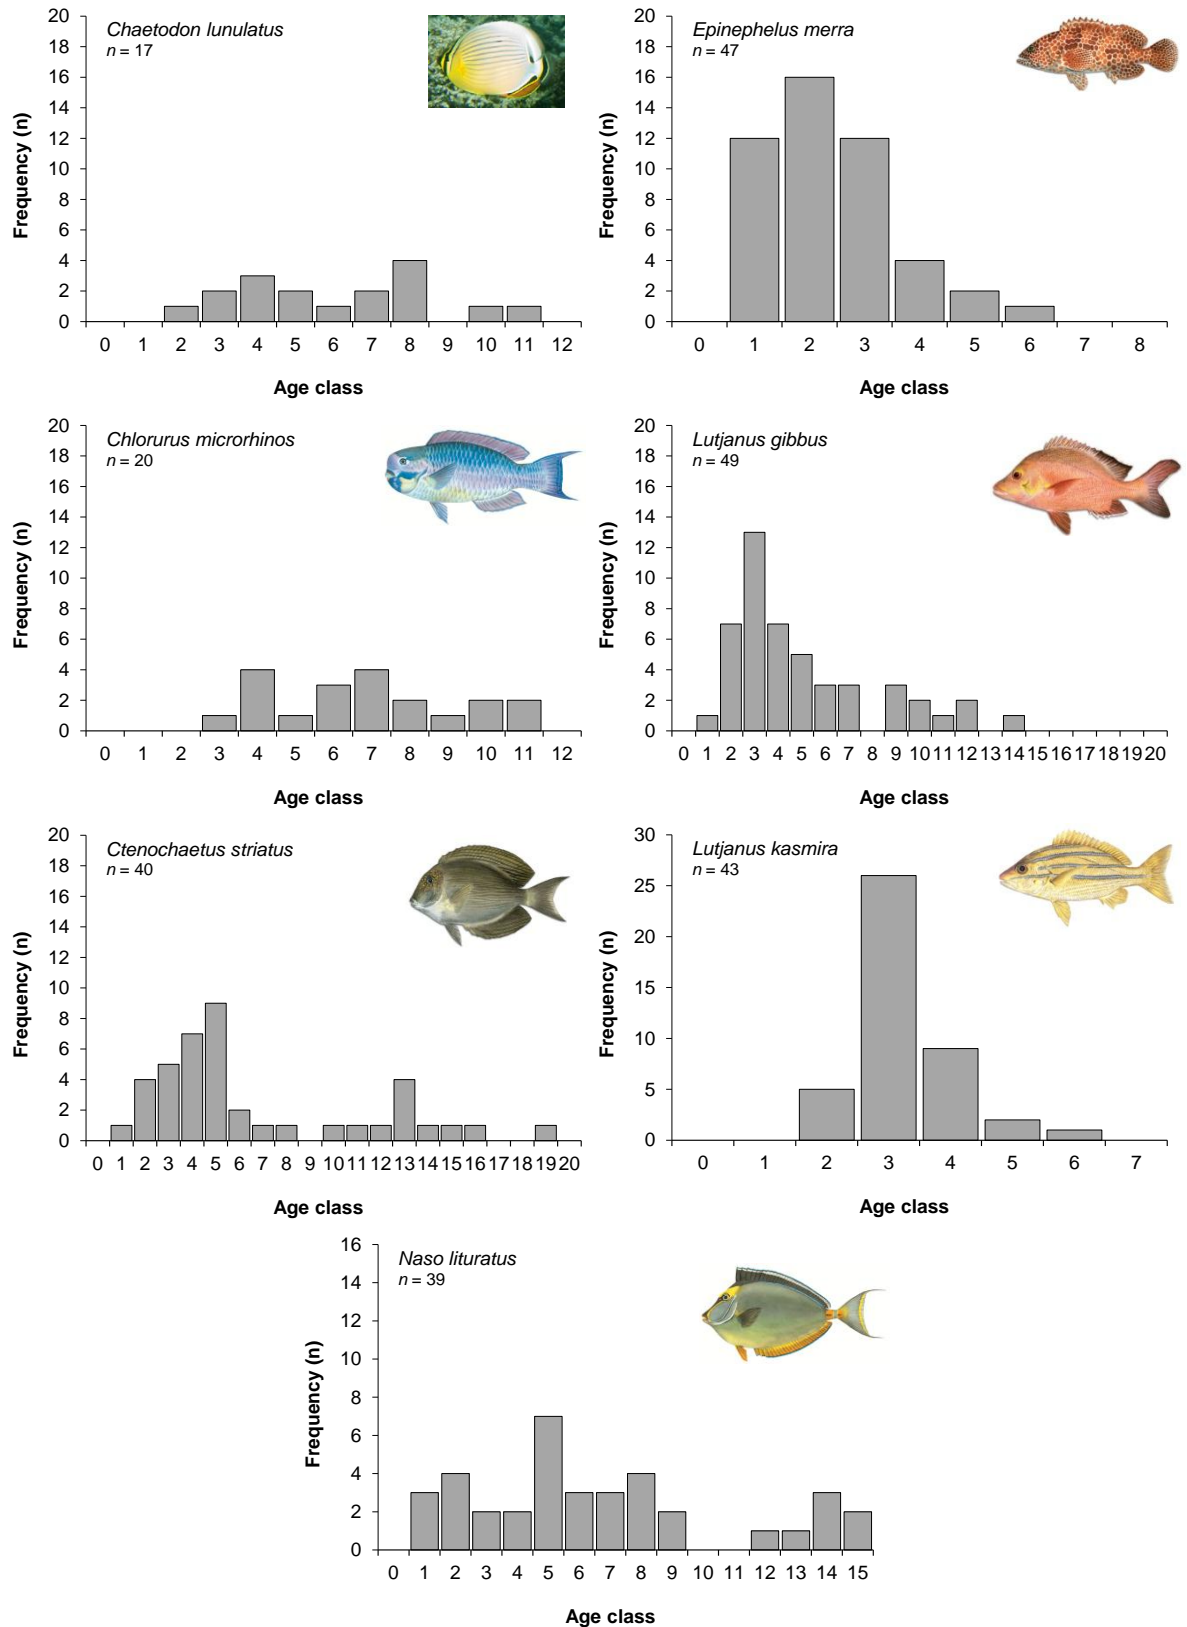 Chaetodon lunulatus
n = 17
Frequency (n)
20
18
16
14
12
10
8
6
4
2
0
0 1 2 3 4 5 6 7 8 9 10 11 12
Age class
Epinephelus merra
n = 47
Frequency (n)
20
18
16
14
12
10
8
6
4
2
0
0 1 2 3 4 5 6 7 8
Age class
Chlorurus microrhinos
n = 20
Frequency (n)
20
18
16
14
12
10
8
6
4
2
0
0 1 2 3 4 5 6 7 8 9 10 11 12
Age class
Lutjanus gibbus
n = 49
Frequency (n)
20
18
16
14
12
10
8
6
4
2
0
0 1 2 3 4 5 6 7 8 9 10 11 12 13 14 15 16 17 18 19 20
Age class
Ctenochaetus striatus
n = 40
Frequency (n)
20
18
16
14
12
10
8
6
4
2
0
0 1 2 3 4 5 6 7 8 9 10 11 12 13 14 15 16 17 18 19 20
Age class
Lutjanus kasmira
n = 43
Frequency (n)
30
25
20
15
10
5
0
0 1 2 3 4 5 6 7
Age class
Naso lituratus
n = 39
Frequency (n)
16
14
12
10
8
6
4
2
0
0 1 2 3 4 5 6 7 8 9 10 11 12 13 14 15
Age class